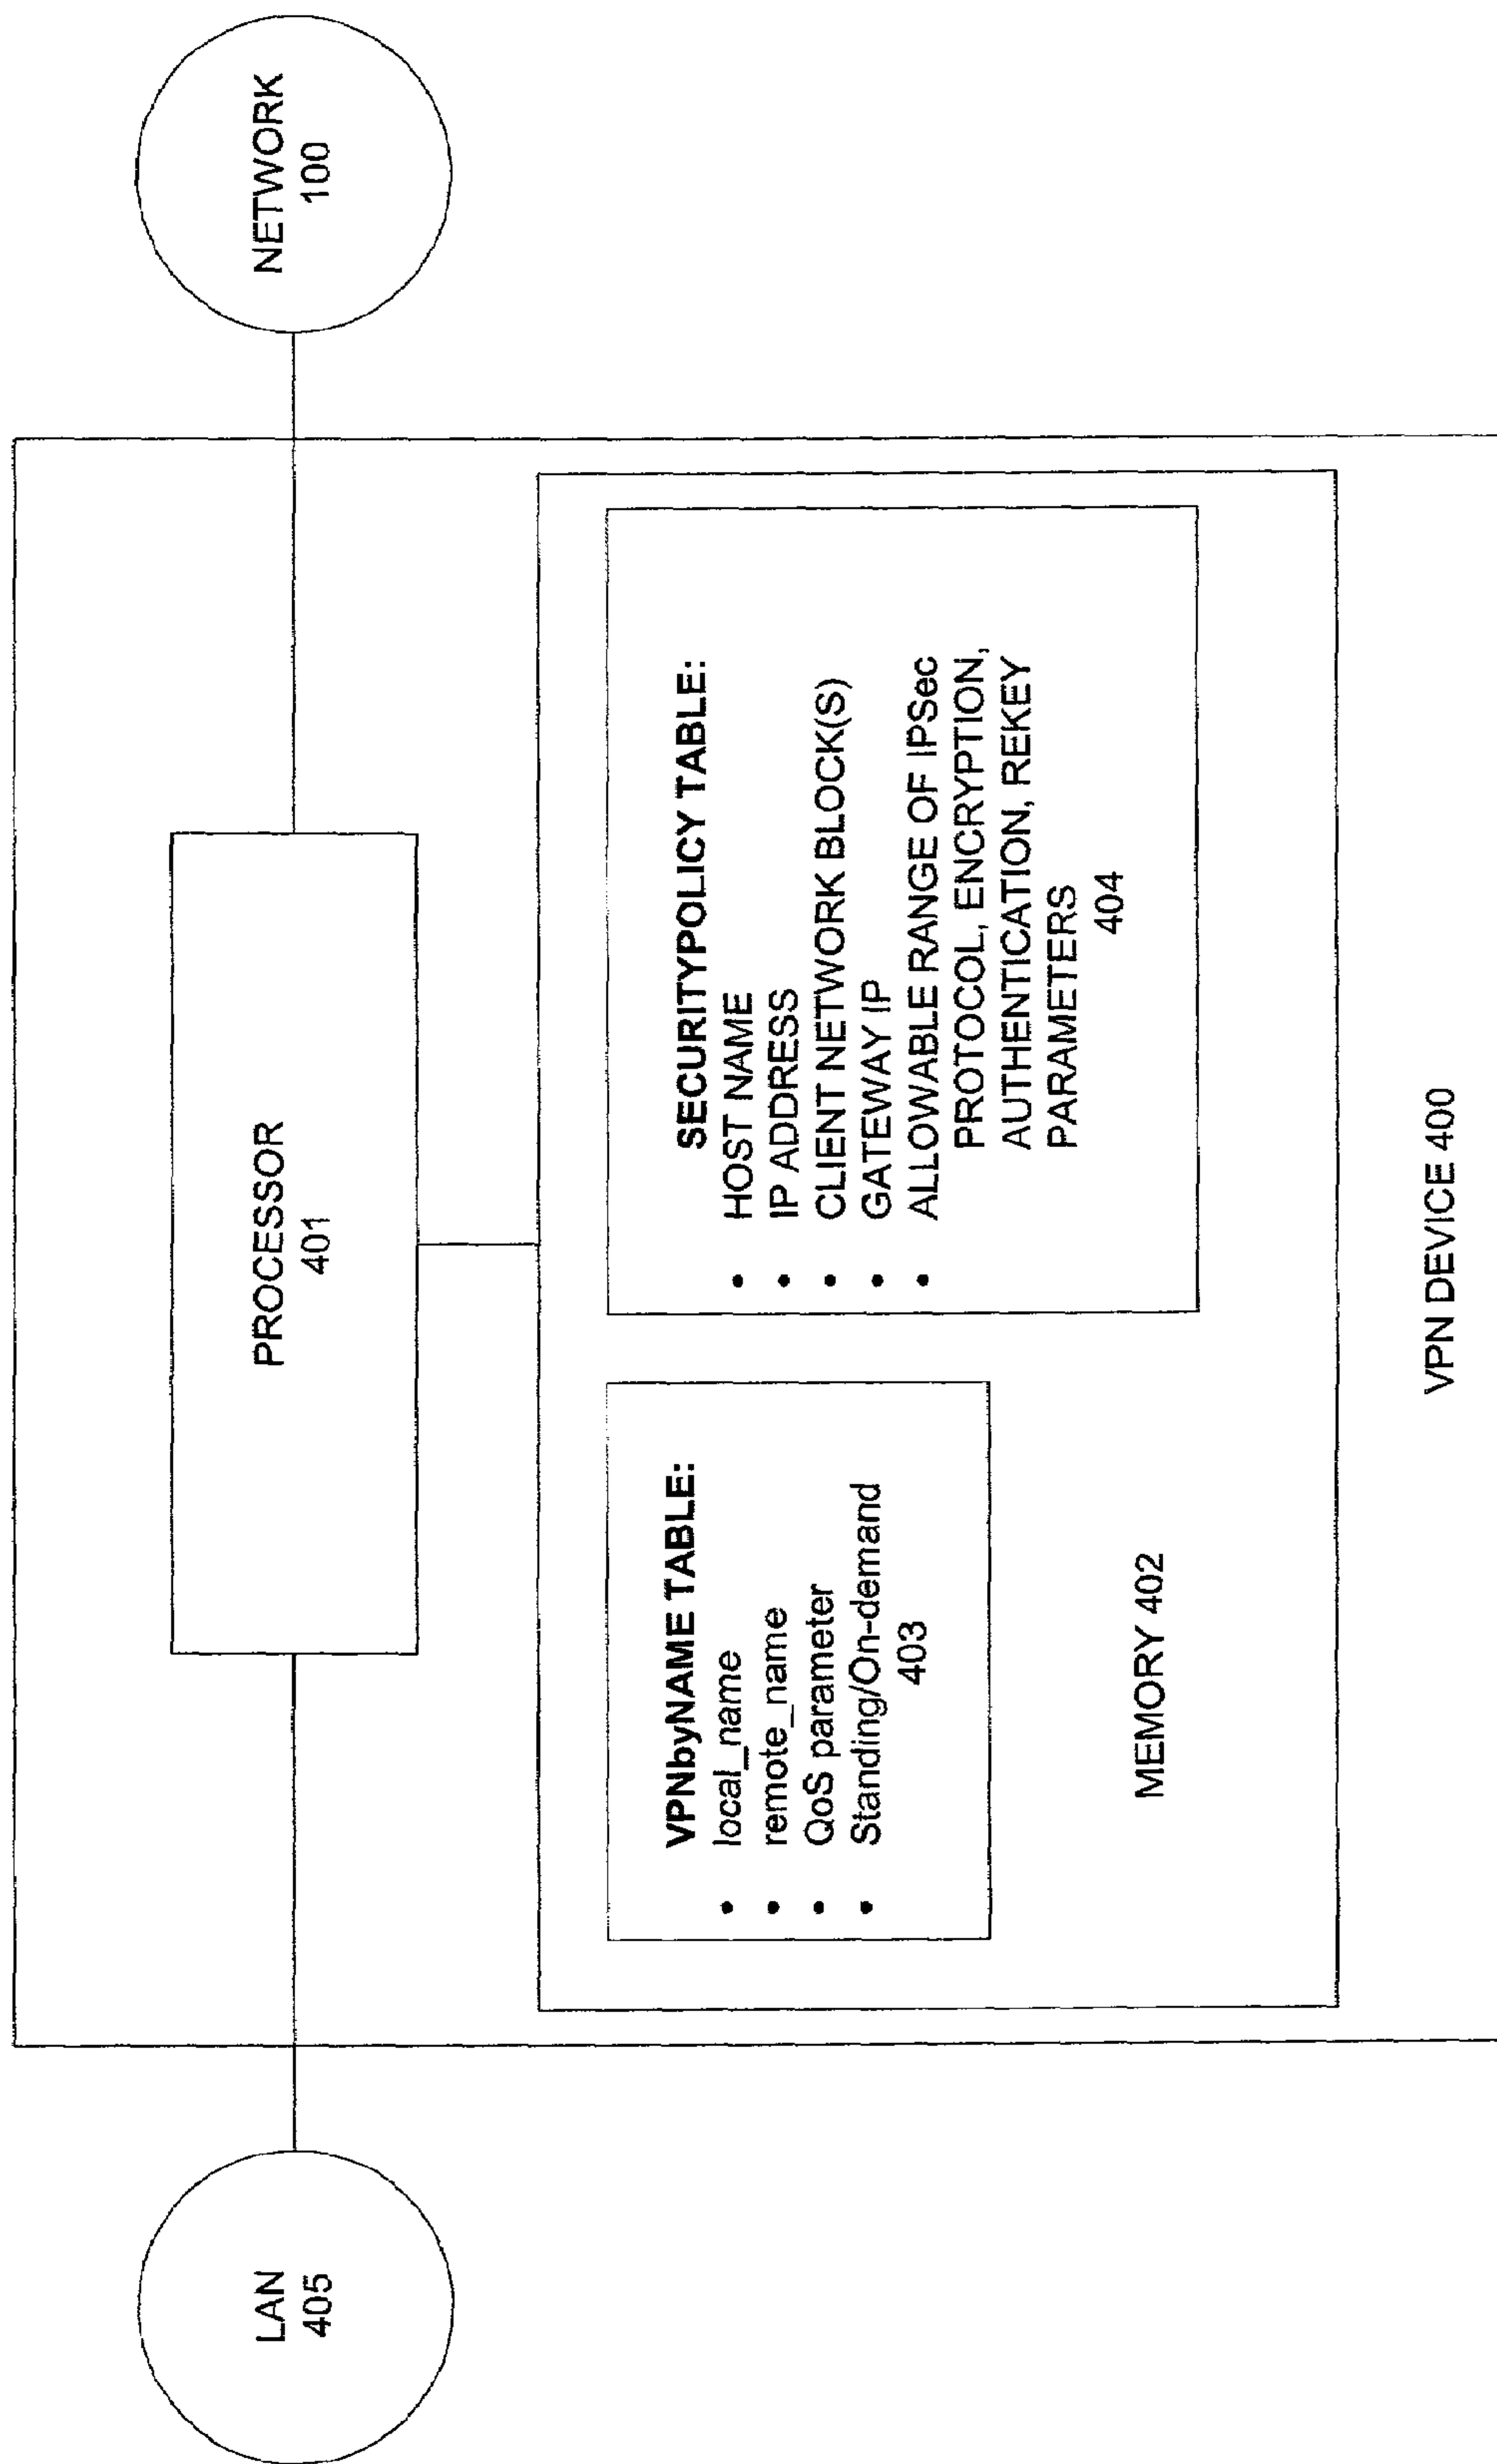 LAN
405
PROCESSOR
401
NETWORK
100
VPNbyNAME TABLE:
• local_name
• remote_name
• QoS parameter
• Standing/On-demand
403
SECURITYPOLICY TABLE:
• HOST NAME
• IP ADDRESS
• CLIENT NETWORK BLOCK(S)
• GATEWAY IP
• ALLOWABLE RANGE OF IPSec
PROTOCOL, ENCRYPTION,
AUTHENTICATION, REKEY
PARAMETERS
404
MEMORY 402
VPN DEVICE 400